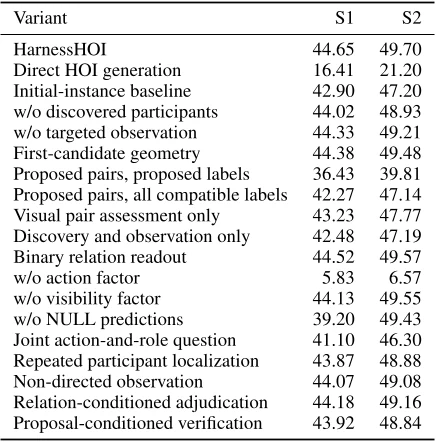 Variant S1 S2
HarnessHOI 44.65 49.70
Direct HOI generation 16.41 21.20
Initial-instance baseline 42.90 47.20
w/o discovered participants 44.02 48.93
w/o targeted observation 44.33 49.21
First-candidate geometry 44.38 49.48
Proposed pairs, proposed labels 36.43 39.81
Proposed pairs, all compatible labels 42.27 47.14
Visual pair assessment only 43.23 47.77
Discovery and observation only 42.48 47.19
Binary relation readout 44.52 49.57
w/o action factor 5.83 6.57
w/o visibility factor 44.13 49.55
w/o NULL predictions 39.20 49.43
Joint action-and-role question 41.10 46.30
Repeated participant localization 43.87 48.88
Non-directed observation 44.07 49.08
Relation-conditioned adjudication 44.18 49.16
Proposal-conditioned verification 43.92 48.84